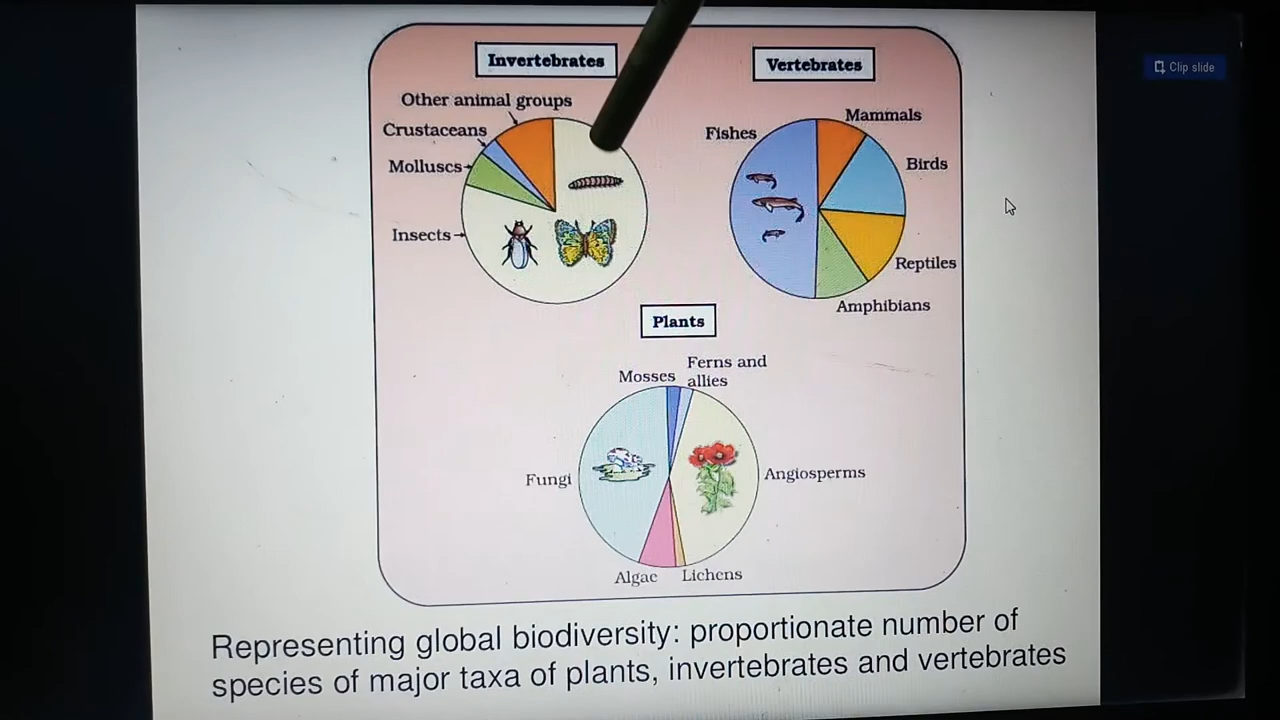 Invertebrates
Vertebrates
Other animal groups
Crustaceans
Molluscs
Insects
Fishes
Mammals
Birds
Reptiles
Amphibians
Plants
Mosses
Ferns and
allies
Fungi
Angiosperms
Algae
Lichens
Representing global biodiversity: proportionate number of
species of major taxa of plants, invertebrates and vertebrates
Clip slide